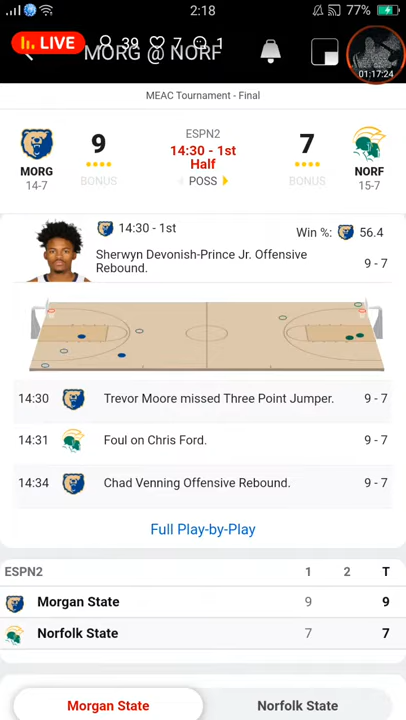 2:18 77%
LIVE 39 7 1
MORG @ NORF
01:17:24
MEAC Tournament - Final
9 ESPN2 7
14:30 - 1st
Half
MORG NORF
14-7 BONUS POSS BONUS 15-7
14:30 - 1st Win %: 56.4
Sherwyn Devonish-Prince Jr. Offensive
Rebound. 9 - 7
14:30 Trevor Moore missed Three Point Jumper. 9 - 7
14:31 Foul on Chris Ford. 9 - 7
14:34 Chad Venning Offensive Rebound. 9 - 7
Full Play-by-Play
ESPN2 1 2 T
Morgan State 9 9
Norfolk State 7 7
Morgan State Norfolk State